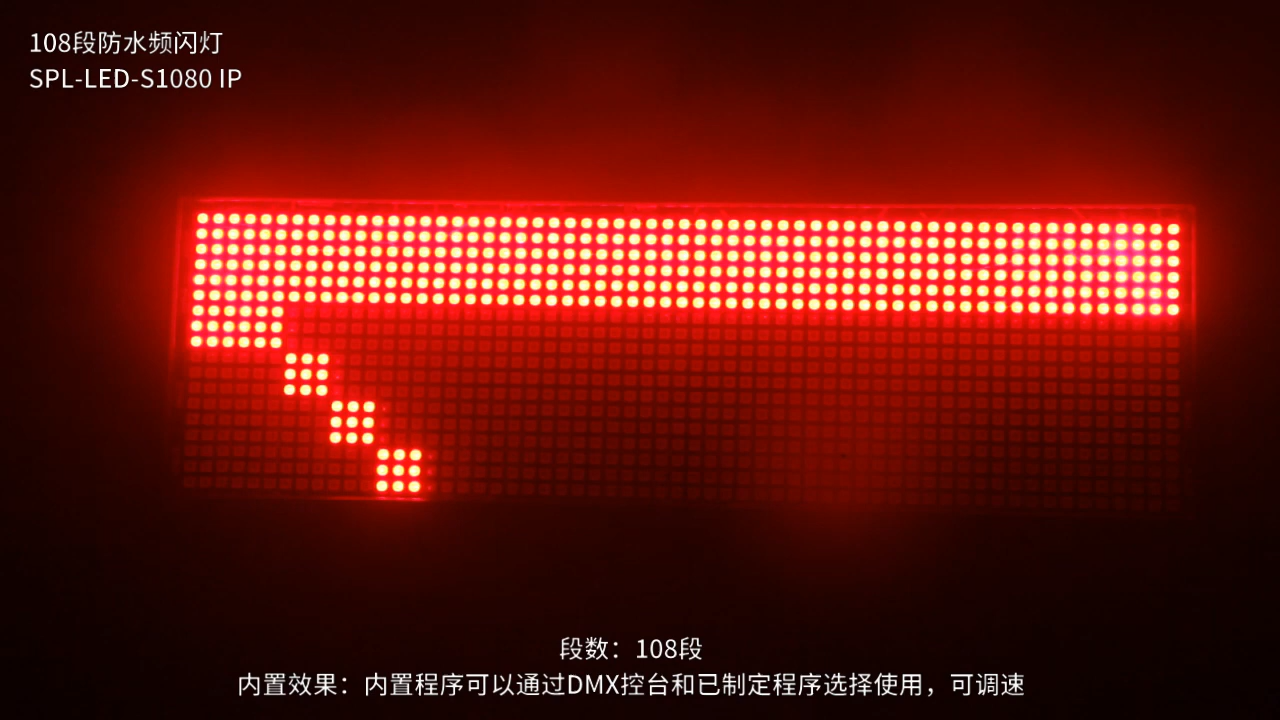 108段防水频闪灯
SPL-LED-S1080 IP
段数：108段
内置效果：内置程序可以通过DMX控台和已制定程序选择使用，可调速